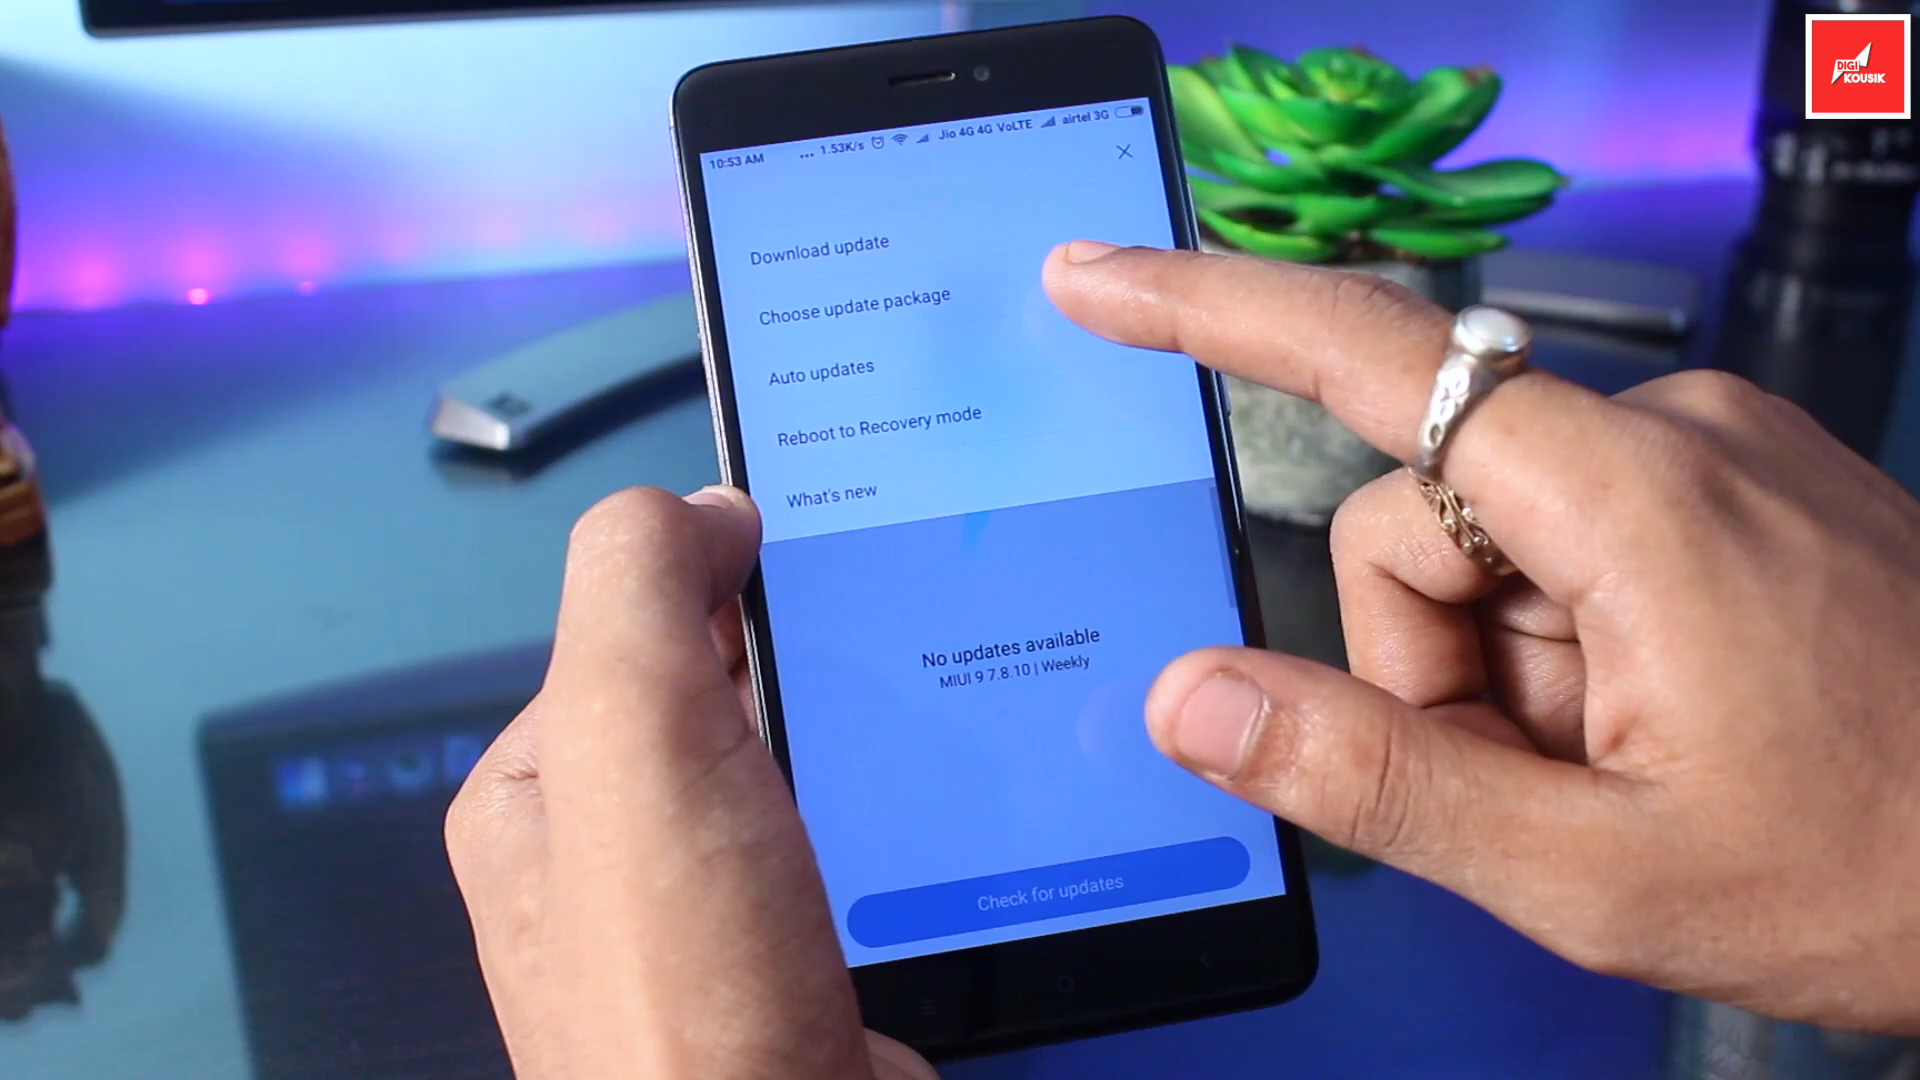 DIGI
KOUSIK
10:53 AM ... 1.53K/s Jio 4G 4G VoLTE airtel 3G
Download update
Choose update package
Auto updates
Reboot to Recovery mode
What's new
No updates available
MIUI 9 7.8.10 | Weekly
Check for updates